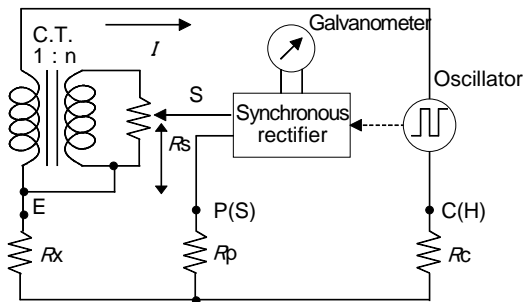 Galvanometer
C.T.
1 : n
I
Oscillator
S
Synchronous
rectifier
Rs
E
P(S)
C(H)
Rx
Rp
Rc